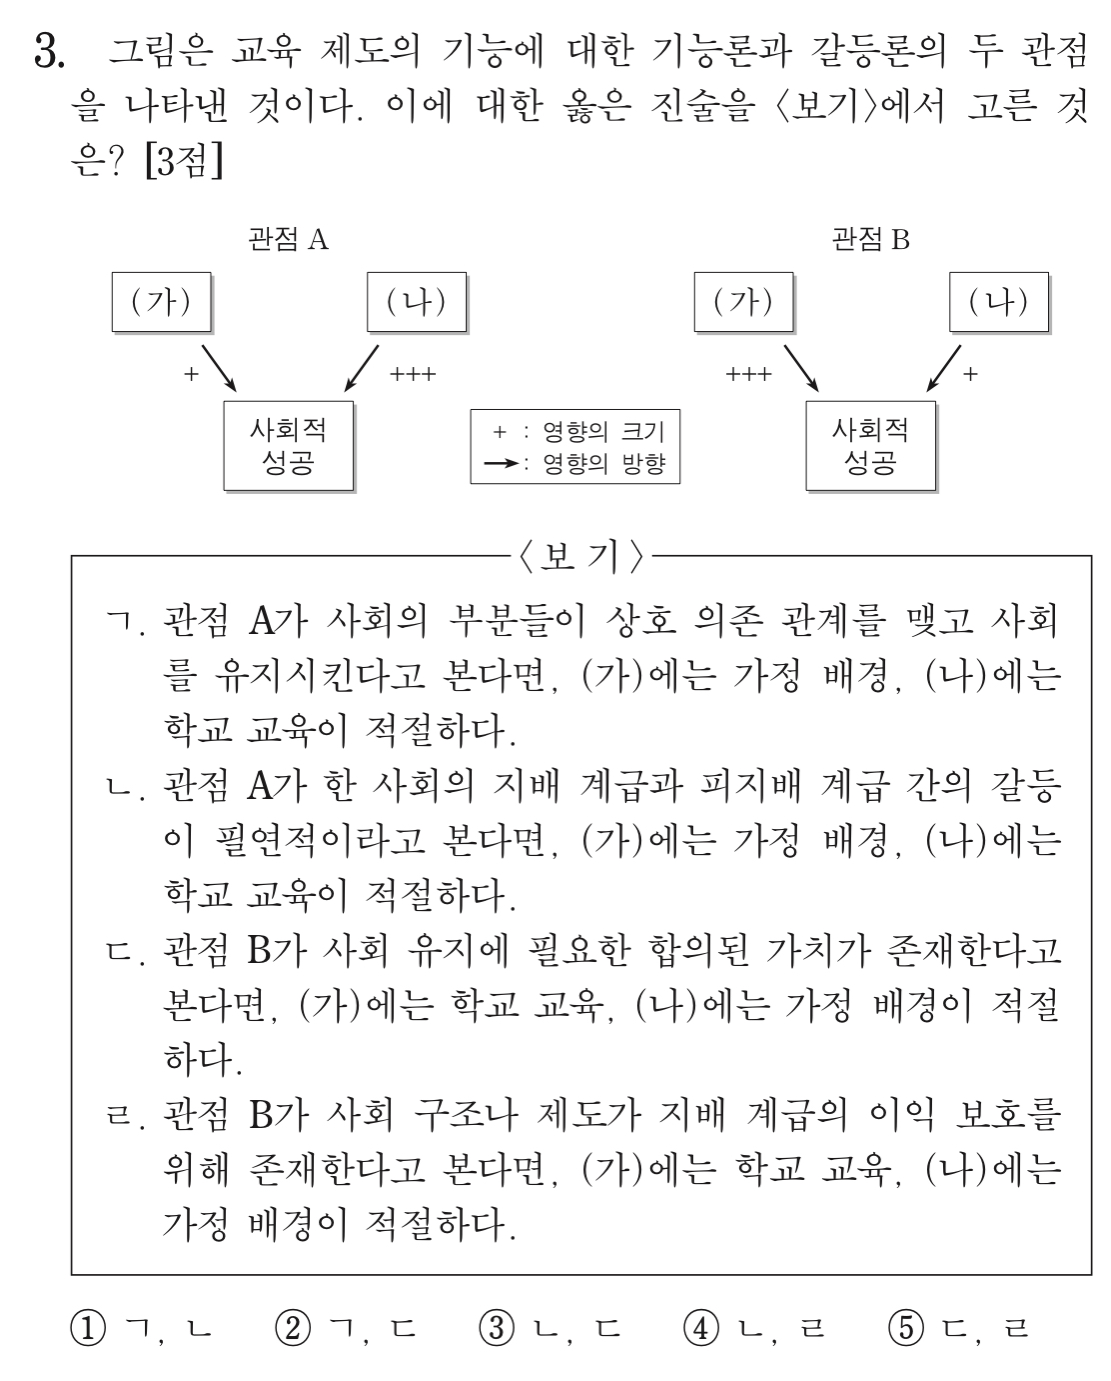 3. 그림은 교육 제도의 기능에 대한 기능론과 갈등론의 두 관점
을 나타낸 것이다. 이에 대한 옳은 진술을 <보기>에서 고른 것
은? [3점]
관점 A 관점 B
(가) (나) (가) (나)
+ +++ +++ +
사회적 성공
+ : 영향의 크기
→ : 영향의 방향
사회적 성공
<보 기>
ㄱ. 관점 A가 사회의 부분들이 상호 의존 관계를 맺고 사회
를 유지시킨다고 본다면, (가)에는 가정 배경, (나)에는
학교 교육이 적절하다.
ㄴ. 관점 A가 한 사회의 지배 계급과 피지배 계급 간의 갈등
이 필연적이라고 본다면, (가)에는 가정 배경, (나)에는
학교 교육이 적절하다.
ㄷ. 관점 B가 사회 유지에 필요한 합의된 가치가 존재한다고
본다면, (가)에는 학교 교육, (나)에는 가정 배경이 적절
하다.
ㄹ. 관점 B가 사회 구조나 제도가 지배 계급의 이익 보호를
위해 존재한다고 본다면, (가)에는 학교 교육, (나)에는
가정 배경이 적절하다.
① ㄱ, ㄴ ② ㄱ, ㄷ ③ ㄴ, ㄷ ④ ㄴ, ㄹ ⑤ ㄷ, ㄹ